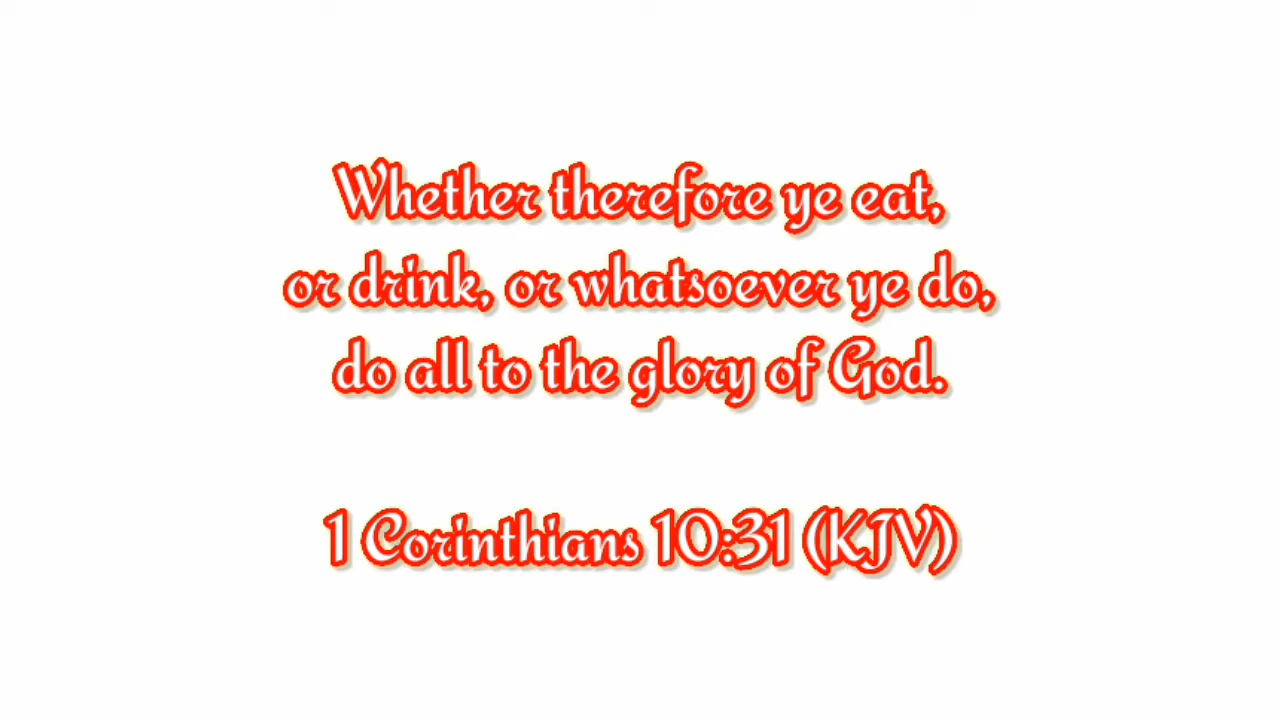 Whether therefore ye eat,
or drink, or whatsoever ye do,
do all to the glory of God.
1 Corinthians 10:31 (KJV)